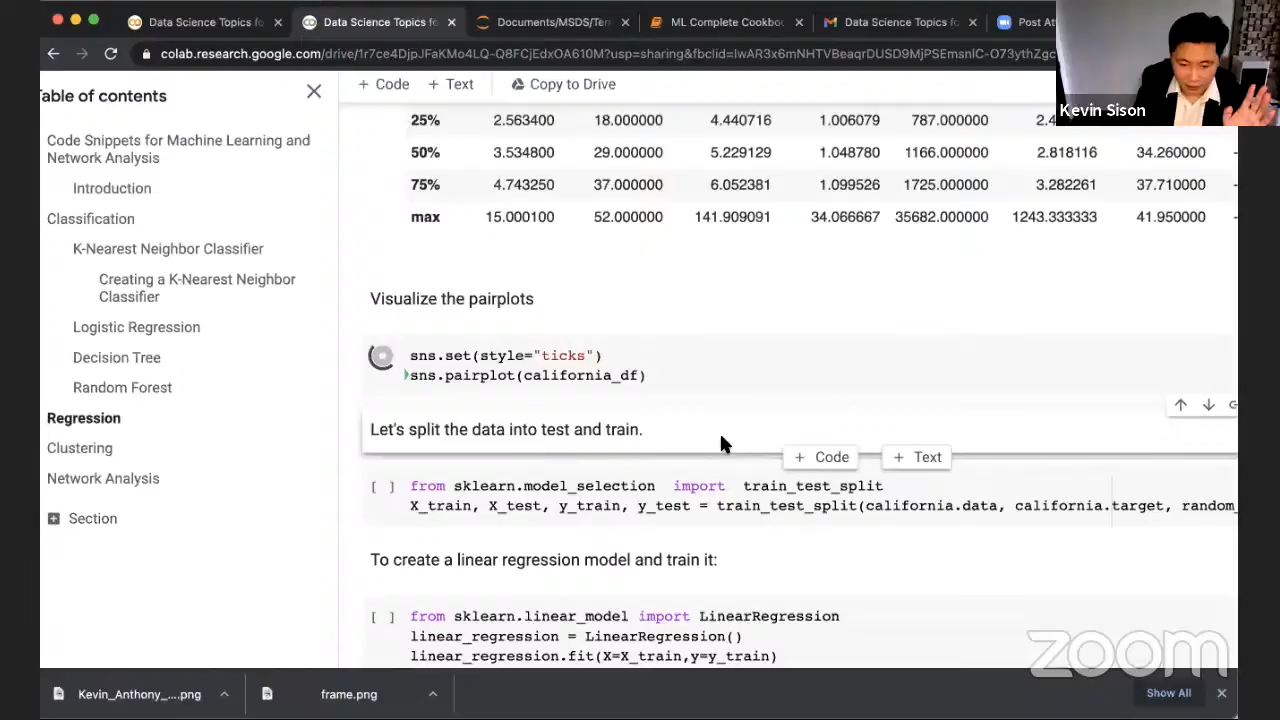 Data Science Topics fo
Data Science Topics fo
Documents/MSDS/Ter
ML Complete Cookbo
Data Science Topics fo
Post At
colab.research.google.com/drive/1r7ce4DjpJFaKMo4LQ-Q8FCjEdxOA610M?usp=sharing&fbclid=IwAR3x6mNHTVBeaqrDUSD9MjPSEmsnlC-O73ythZgc
Kevin Sison
Table of contents
+ Code + Text Copy to Drive
Code Snippets for Machine Learning and
Network Analysis
Introduction
Classification
K-Nearest Neighbor Classifier
Creating a K-Nearest Neighbor
Classifier
Logistic Regression
Decision Tree
Random Forest
Regression
Clustering
Network Analysis
Section
25% 2.563400 18.000000 4.440716 1.006079 787.000000 2.4
50% 3.534800 29.000000 5.229129 1.048780 1166.000000 2.818116 34.260000 -
75% 4.743250 37.000000 6.052381 1.099526 1725.000000 3.282261 37.710000 -
max 15.000100 52.000000 141.909091 34.066667 35682.000000 1243.333333 41.950000 -
Visualize the pairplots
sns.set(style="ticks")
sns.pairplot(california_df)
Let's split the data into test and train.
+ Code + Text
[ ] from sklearn.model_selection import train_test_split
X_train, X_test, y_train, y_test = train_test_split(california.data, california.target, random_
To create a linear regression model and train it:
[ ] from sklearn.linear_model import LinearRegression
linear_regression = LinearRegression()
linear_regression.fit(X=X_train,y=y_train)
zoom
Kevin_Anthony_....png
frame.png
Show All